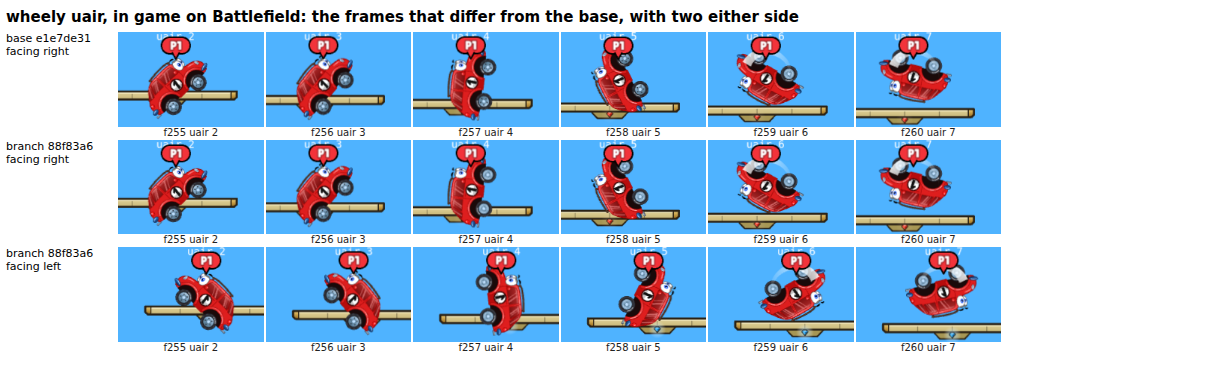 wheely uair, in game on Battlefield: the frames that differ from the base, with two either side
base e1e7de31
facing right
P1 P1 P1 P1 P1 P1
f255 uair 2 f256 uair 3 f257 uair 4 f258 uair 5 f259 uair 6 f260 uair 7
branch 88f83a6
facing right
P1 P1 P1 P1 P1 P1
f255 uair 2 f256 uair 3 f257 uair 4 f258 uair 5 f259 uair 6 f260 uair 7
branch 88f83a6
facing left
P1 P1 P1 P1 P1 P1
f255 uair 2 f256 uair 3 f257 uair 4 f258 uair 5 f259 uair 6 f260 uair 7